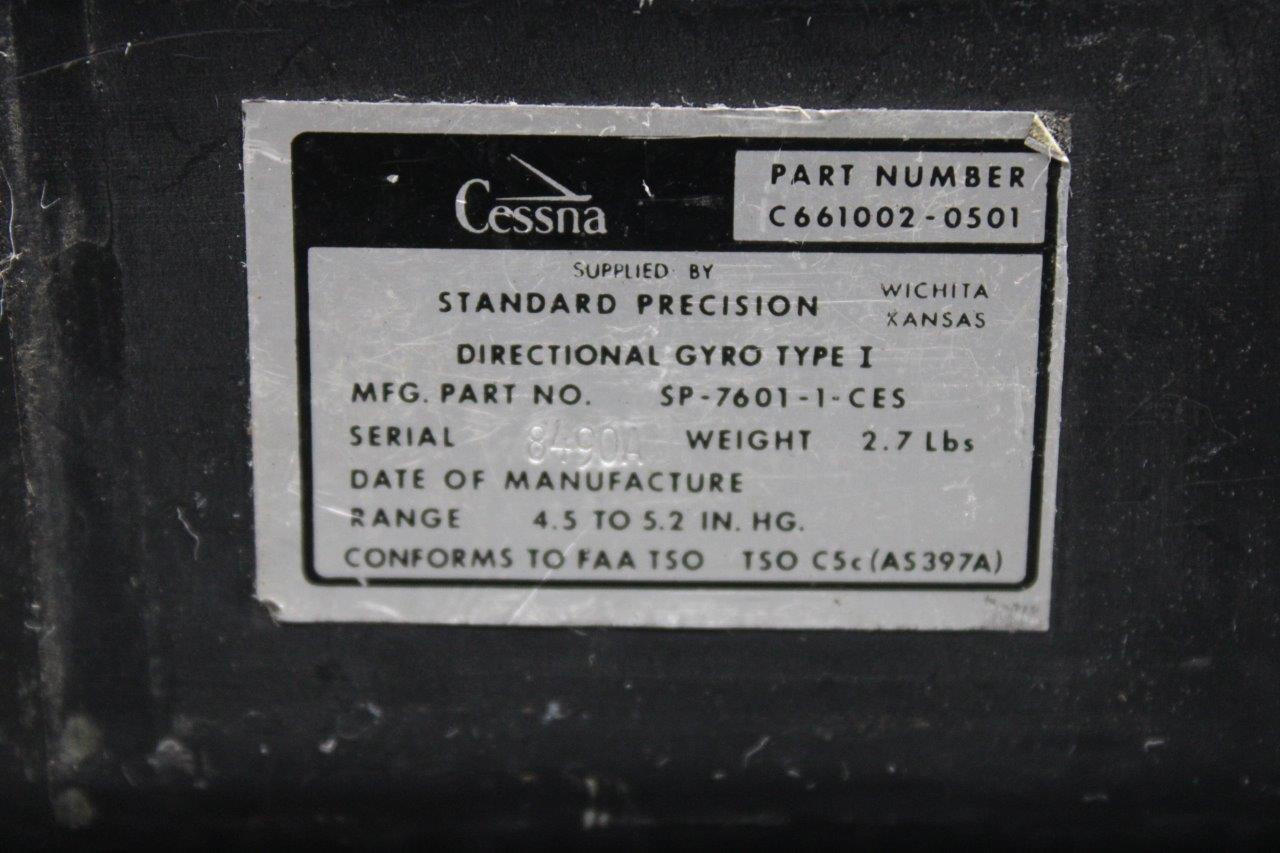 Cessna
PART NUMBER
C661002-0501
SUPPLIED BY
STANDARD PRECISION
WICHITA
KANSAS
DIRECTIONAL GYRO TYPE I
MFG. PART NO. SP-7601-1-CES
SERIAL 8490A WEIGHT 2.7 Lbs
DATE OF MANUFACTURE
RANGE 4.5 TO 5.2 IN. HG.
CONFORMS TO FAA TSO TSO C5c (AS397A)